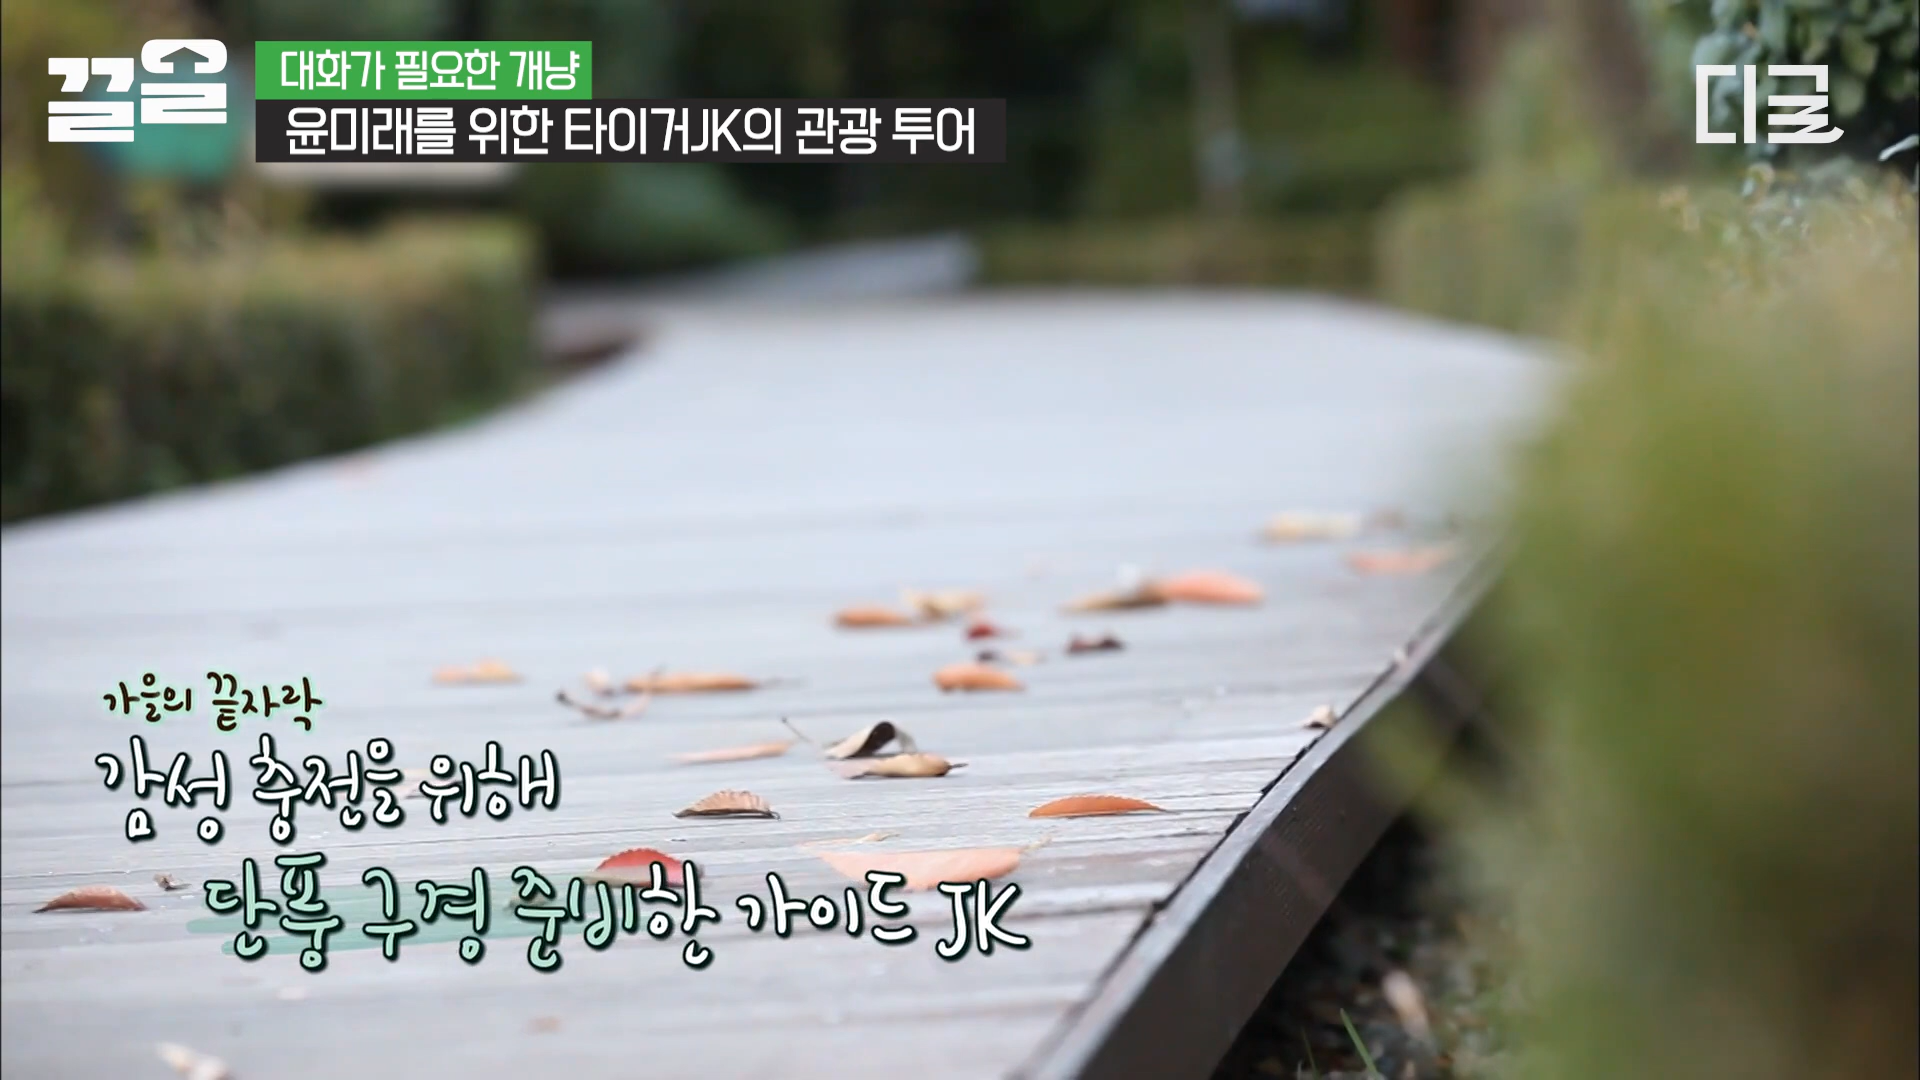 끌올
대화가 필요한 개냥
윤미래를 위한 타이거JK의 관광 투어
디글
가을의 끝자락
감성 충전을 위해
단풍 구경 준비한 가이드 JK